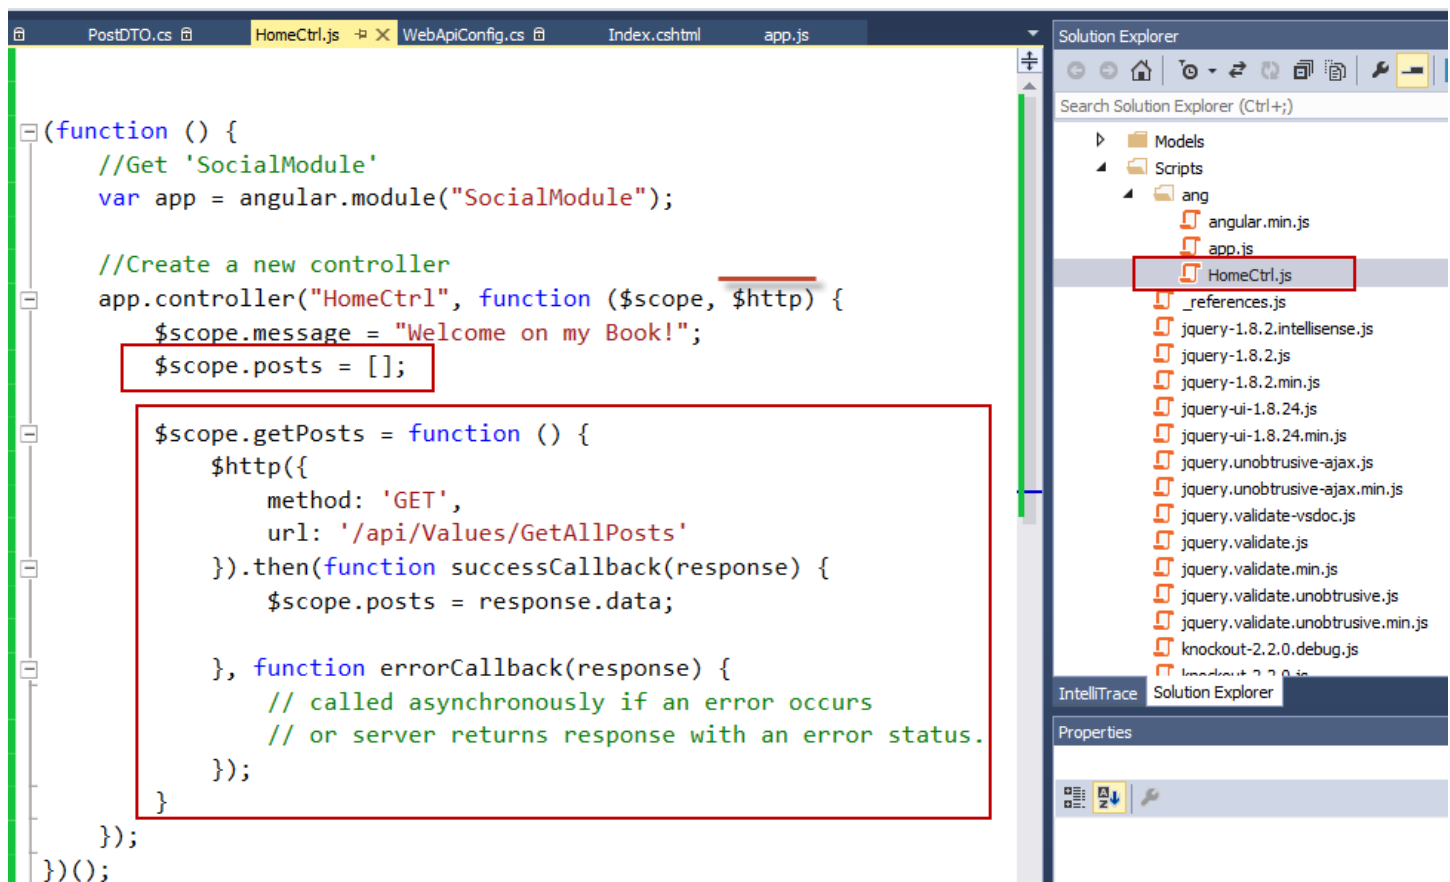 PostDTO.cs
HomeCtrl.js
WebApiConfig.cs
Index.cshtml
app.js
(function () {
//Get 'SocialModule'
var app = angular.module("SocialModule");
//Create a new controller
app.controller("HomeCtrl", function ($scope, $http) {
$scope.message = "Welcome on my Book!";
$scope.posts = [];
$scope.getPosts = function () {
$http({
method: 'GET',
url: '/api/Values/GetAllPosts'
}).then(function successCallback(response) {
$scope.posts = response.data;
}, function errorCallback(response) {
// called asynchronously if an error occurs
// or server returns response with an error status.
});
}
});
})();
Solution Explorer
Search Solution Explorer (Ctrl+;)
Models
Scripts
ang
angular.min.js
app.js
HomeCtrl.js
_references.js
jquery-1.8.2.intellisense.js
jquery-1.8.2.js
jquery-1.8.2.min.js
jquery-ui-1.8.24.js
jquery-ui-1.8.24.min.js
jquery.unobtrusive-ajax.js
jquery.unobtrusive-ajax.min.js
jquery.validate-vsdoc.js
jquery.validate.js
jquery.validate.min.js
jquery.validate.unobtrusive.js
jquery.validate.unobtrusive.min.js
knockout-2.2.0.debug.js
knockout-2.2.0.js
IntelliTrace
Solution Explorer
Properties